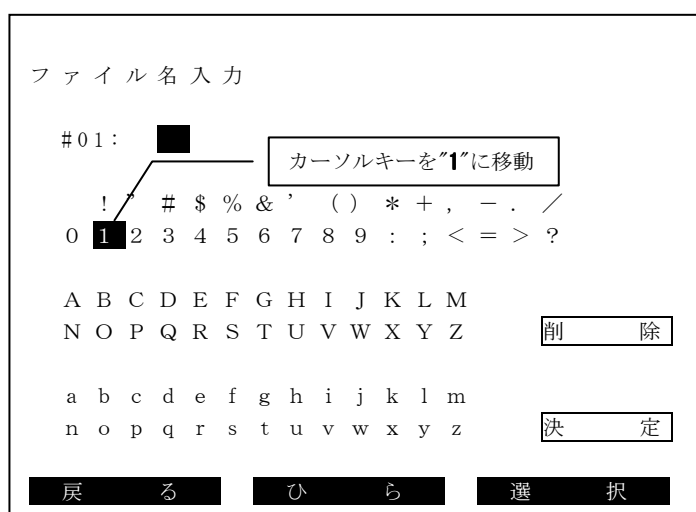 ファイル名入力
#01:
カーソルキーを″1″に移動
! ” # $ % & ’ ( ) * + , － . ／
0 1 2 3 4 5 6 7 8 9 : ; < = > ?
A B C D E F G H I J K L M
N O P Q R S T U V W X Y Z
削 除
a b c d e f g h i j k l m
n o p q r s t u v w x y z
決 定
戻 る ひ ら 選 択